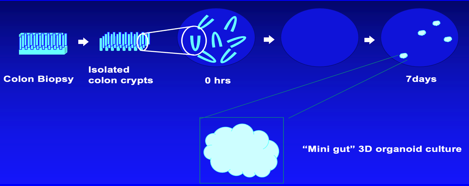 Colon Biopsy
Isolated
colon crypts
0 hrs
7days
“Mini gut” 3D organoid culture